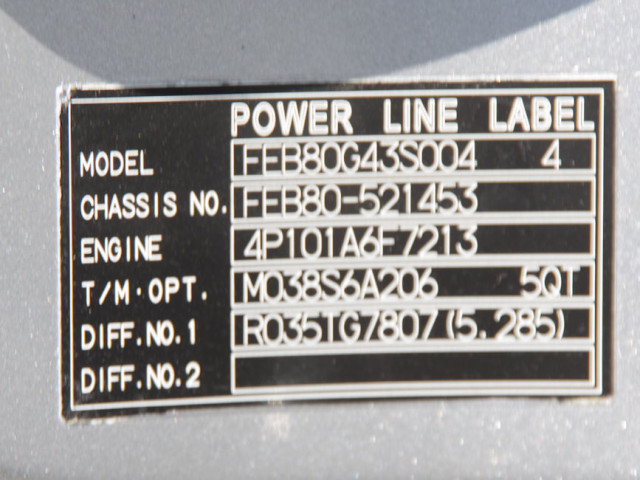 POWER LINE LABEL
MODEL FEB80G43S004 4
CHASSIS NO. FEB80-521453
ENGINE 4P101A6F7213
T/M·OPT. M038S6A206 5QT
DIFF.NO.1 R035TG7807(5.285)
DIFF.NO.2